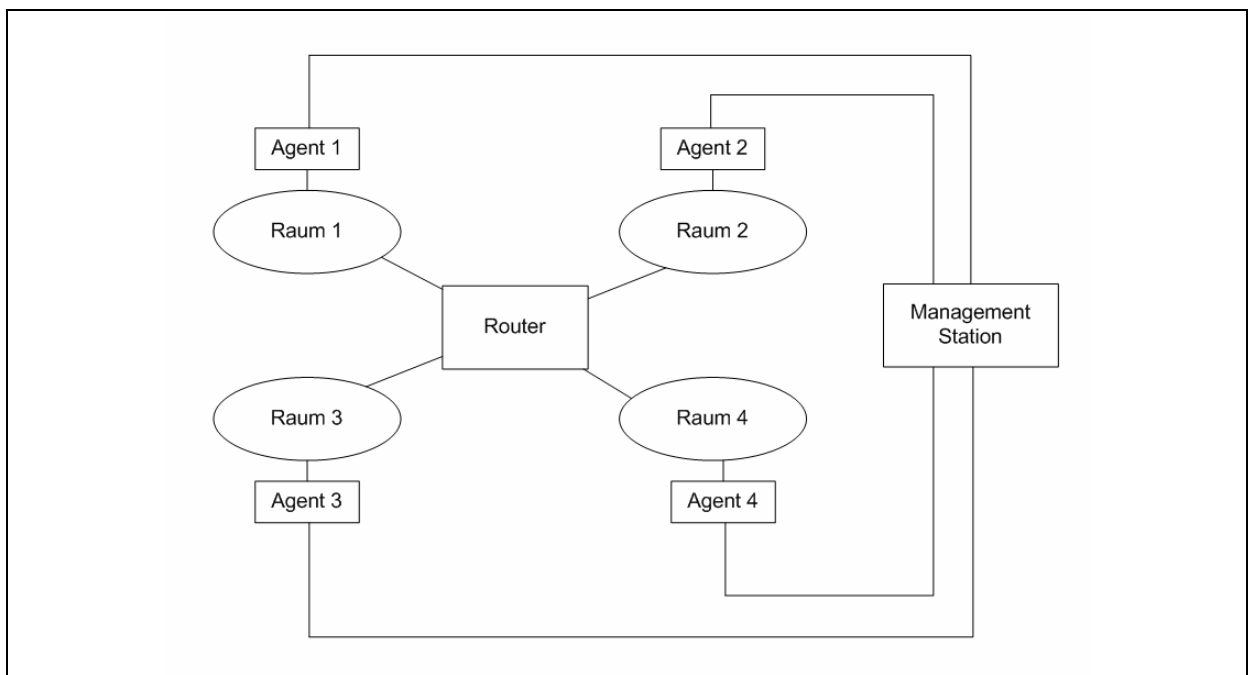 Agent 1
Agent 2
Raum 1
Raum 2
Router
Management
Station
Raum 3
Raum 4
Agent 3
Agent 4